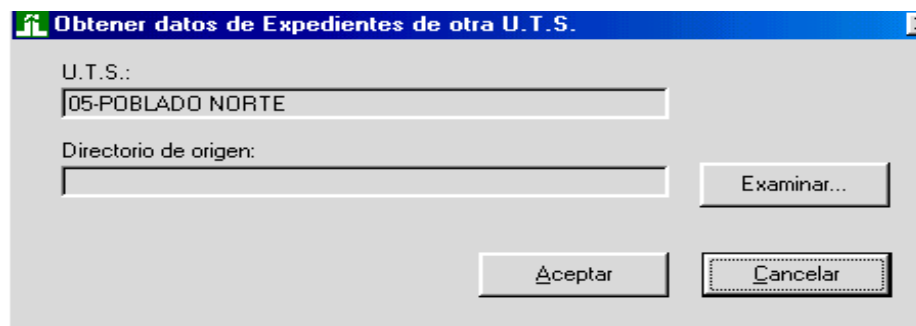 Obtener datos de Expedientes de otra U.T.S.
U.T.S.:
05-POBLADO NORTE
Directorio de origen:
Examinar...
Aceptar
Cancelar